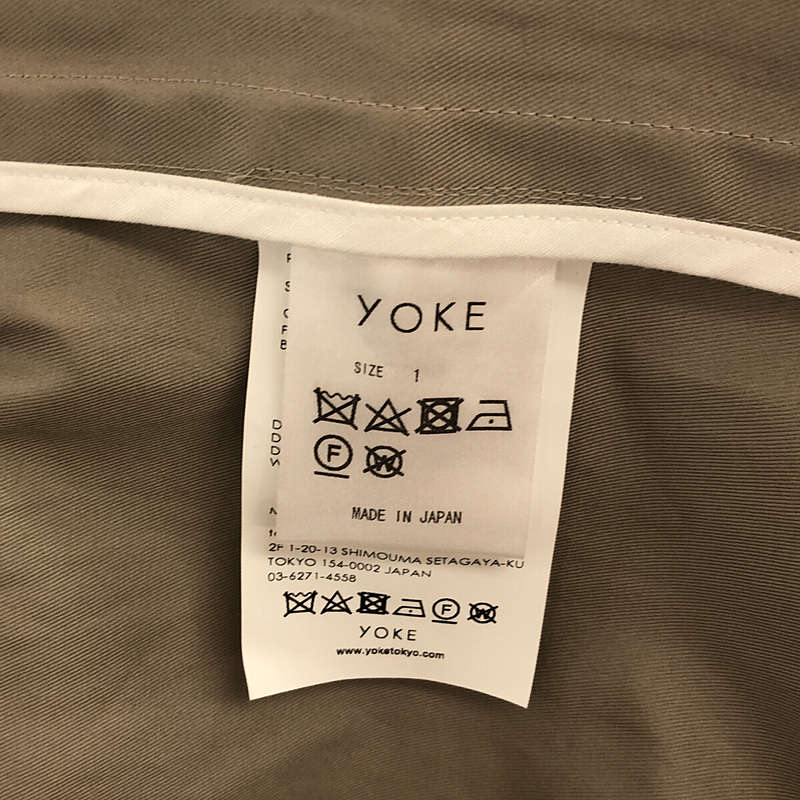 YOKE
SIZE 1
F
W
MADE IN JAPAN
2F 1-20-13 SHIMOUMA SETAGAYA-KU
TOKYO 154-0002 JAPAN
03-6271-4558
F
W
YOKE
www.yoketokyo.com